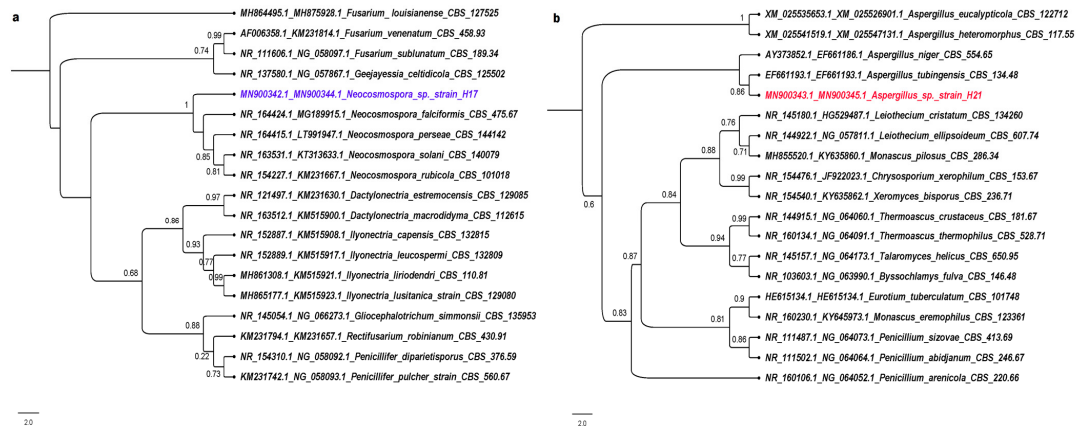 a
MH864495.1_MH875928.1_Fusarium_ louisianense_CBS_127525
0.99
AF006358.1_KM231814.1_Fusarium_venenatum_CBS_458.93
0.74
NR_111606.1_NG_058097.1_Fusarium_sublunatum_CBS_189.34
NR_137580.1_NG_057867.1_Geejayessia_celtidicola_CBS_125502
1
MN900342.1_MN900344.1_Neocosmospora_sp._strain_H17
NR_164424.1_MG189915.1_Neocosmospora_falciformis_CBS_475.67
NR_164415.1_LT991947.1_Neocosmospora_perseae_CBS_144142
0.85
NR_163531.1_KT313633.1_Neocosmospora_solani_CBS_140079
0.81
NR_154227.1_KM231667.1_Neocosmospora_rubicola_CBS_101018
0.97
NR_121497.1_KM231630.1_Dactylonectria_estremocensis_CBS_129085
NR_163512.1_KM515900.1_Dactylonectria_macrodidyma_CBS_112615
0.86
NR_152887.1_KM515908.1_Ilyonectria_capensis_CBS_132815
0.93
NR_152889.1_KM515917.1_Ilyonectria_leucospermi_CBS_132809
0.77
MH861308.1_KM515921.1_Ilyonectria_liriodendri_CBS_110.81
0.99
MH865177.1_KM515923.1_Ilyonectria_lusitanica_strain_CBS_129080
0.68
NR_145054.1_NG_066273.1_Gliocephalotrichum_simmonsii_CBS_135953
0.88
KM231794.1_KM231657.1_Rectifusarium_robinianum_CBS_430.91
0.22
NR_154310.1_NG_058092.1_Penicillifer_diparietisporus_CBS_376.59
0.73
KM231742.1_NG_058093.1_Penicillifer_pulcher_strain_CBS_560.67
2.0
b
XM_025535653.1_XM_025526901.1_Aspergillus_eucalypticola_CBS_122712
1
XM_025541519.1_XM_025547131.1_Aspergillus_heteromorphus_CBS_117.55
AY373852.1_EF661186.1_Aspergillus_niger_CBS_554.65
EF661193.1_EF661193.1_Aspergillus_tubingensis_CBS_134.48
0.86
MN900343.1_MN900345.1_Aspergillus_sp._strain_H21
0.76
NR_145180.1_HG529487.1_Leiothecium_cristatum_CBS_134260
NR_144922.1_NG_057811.1_Leiothecium_ellipsoideum_CBS_607.74
0.71
MH855520.1_KY635860.1_Monascus_pilosus_CBS_286.34
0.88
NR_154476.1_JF922023.1_Chrysosporium_xerophilum_CBS_153.67
0.99
NR_154540.1_KY635862.1_Xeromyces_bisporus_CBS_236.71
0.84
0.6
0.99
NR_144915.1_NG_064060.1_Thermoascus_crustaceus_CBS_181.67
NR_160134.1_NG_064091.1_Thermoascus_thermophilus_CBS_528.71
0.94
NR_145157.1_NG_064173.1_Talaromyces_helicus_CBS_650.95
0.77
NR_103603.1_NG_063990.1_Byssochlamys_fulva_CBS_146.48
0.87
0.9
HE615134.1_HE615134.1_Eurotium_tuberculatum_CBS_101748
NR_160230.1_KY645973.1_Monascus_eremophilus_CBS_123361
0.83
0.81
NR_111487.1_NG_064073.1_Penicillium_sizovae_CBS_413.69
0.86
NR_111502.1_NG_064064.1_Penicillium_abidjanum_CBS_246.67
NR_160106.1_NG_064052.1_Penicillium_arenicola_CBS_220.66
2.0